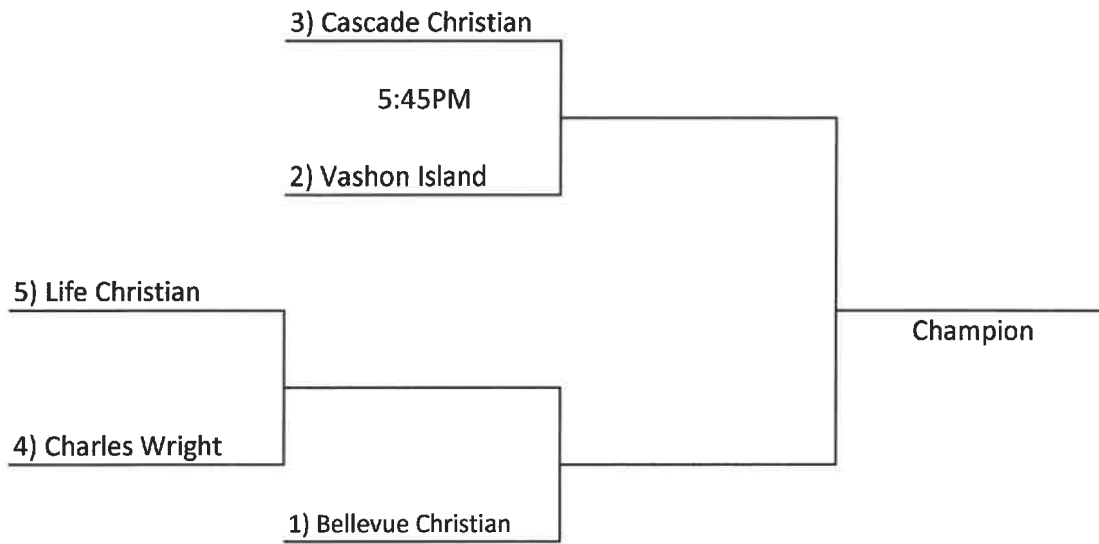 3) Cascade Christian
5:45PM
2) Vashon Island
5) Life Christian
Champion
4) Charles Wright
1) Bellevue Christian